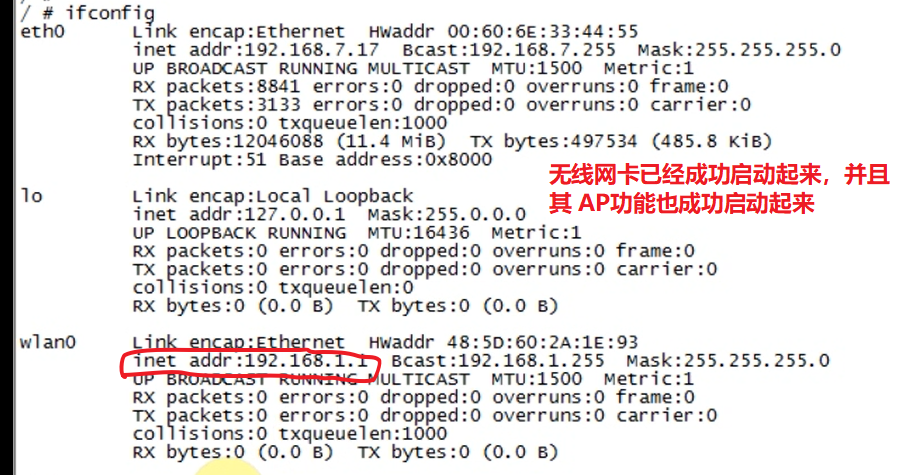 / # ifconfig
eth0 Link encap:Ethernet HWaddr 00:60:6E:33:44:55
inet addr:192.168.7.17 Bcast:192.168.7.255 Mask:255.255.255.0
UP BROADCAST RUNNING MULTICAST MTU:1500 Metric:1
RX packets:8841 errors:0 dropped:0 overruns:0 frame:0
TX packets:3133 errors:0 dropped:0 overruns:0 carrier:0
collisions:0 txqueuelen:1000
RX bytes:12046088 (11.4 MiB) TX bytes:497534 (485.8 KiB)
Interrupt:51 Base address:0x8000
无线网卡已经成功启动起来，并且
其 AP功能也成功启动起来
lo Link encap:Local Loopback
inet addr:127.0.0.1 Mask:255.0.0.0
UP LOOPBACK RUNNING MTU:16436 Metric:1
RX packets:0 errors:0 dropped:0 overruns:0 frame:0
TX packets:0 errors:0 dropped:0 overruns:0 carrier:0
collisions:0 txqueuelen:0
RX bytes:0 (0.0 B) TX bytes:0 (0.0 B)
wlan0 Link encap:Ethernet HWaddr 48:5D:60:2A:1E:93
inet addr:192.168.1.1 Bcast:192.168.1.255 Mask:255.255.255.0
UP BROADCAST RUNNING MULTICAST MTU:1500 Metric:1
RX packets:0 errors:0 dropped:0 overruns:0 frame:0
TX packets:0 errors:0 dropped:0 overruns:0 carrier:0
collisions:0 txqueuelen:1000
RX bytes:0 (0.0 B) TX bytes:0 (0.0 B)